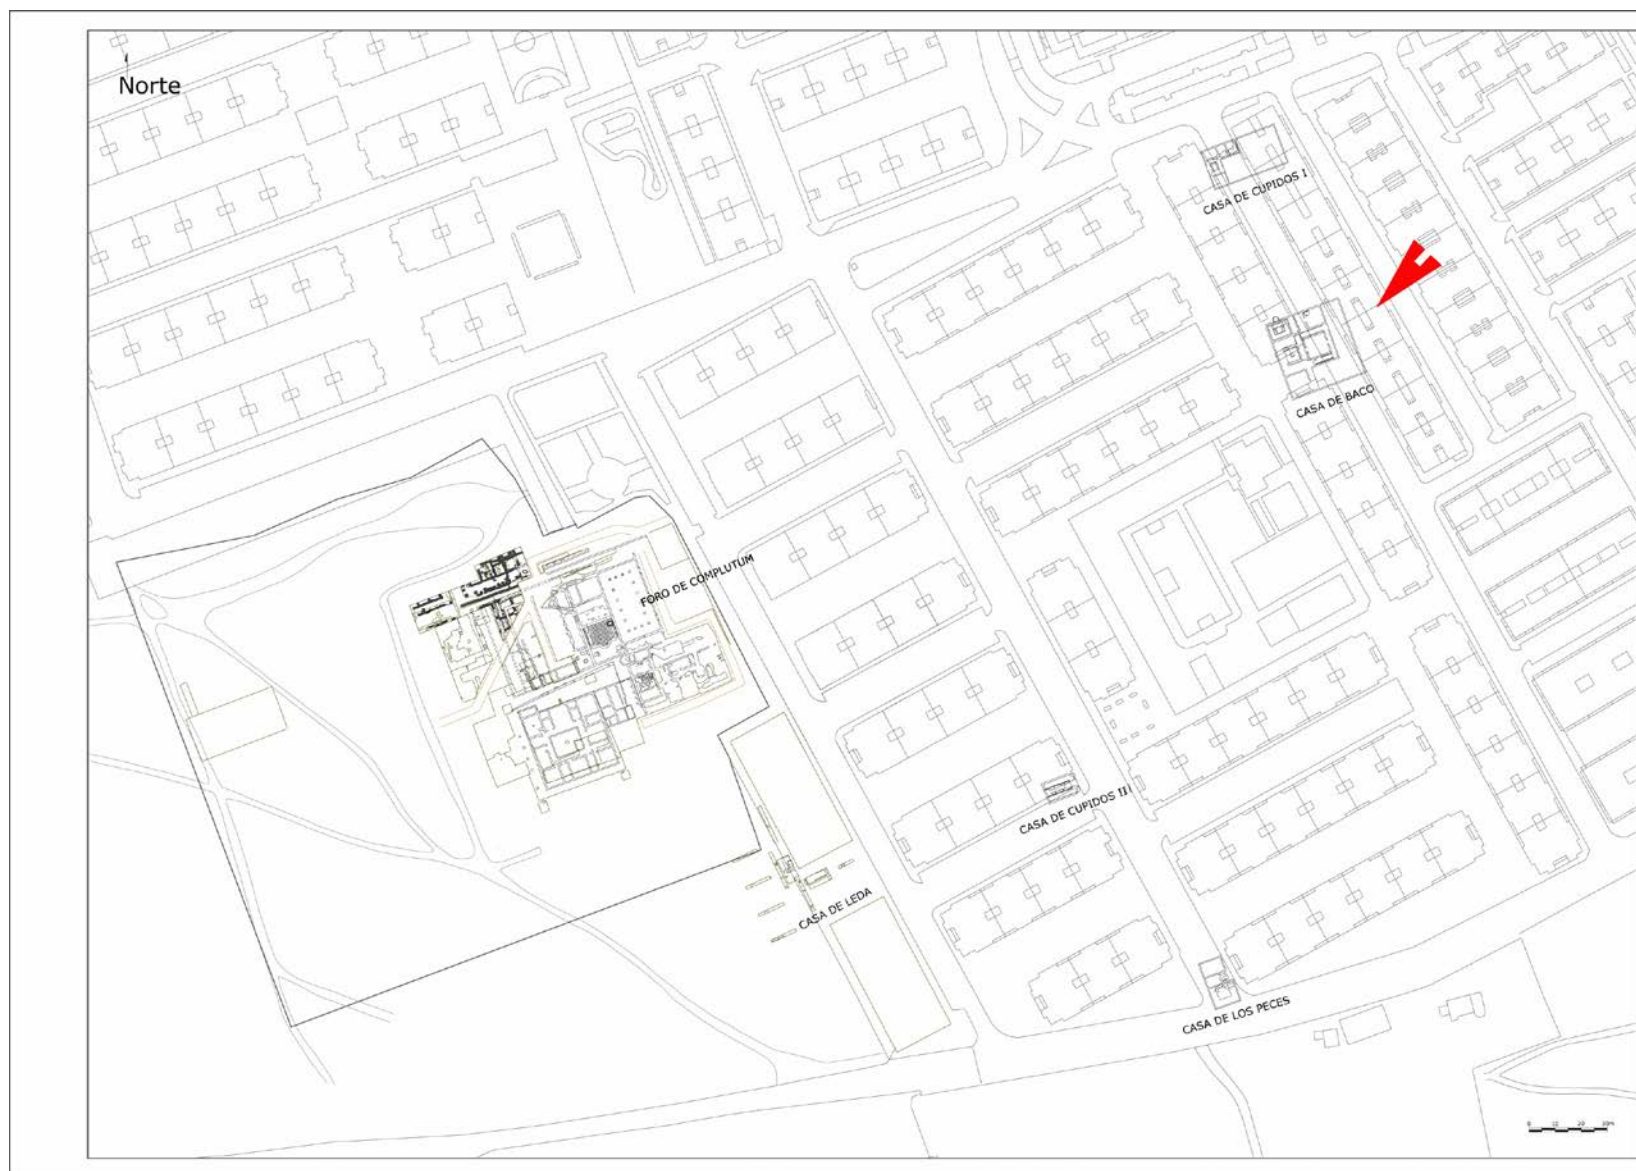 Norte
CASA DE CUPIDOS I
CASA DE BACO
FORO DE COMPLUTUM
CASA DE CUPIDOS III
CASA DE LEDA
CASA DE LOS PECES